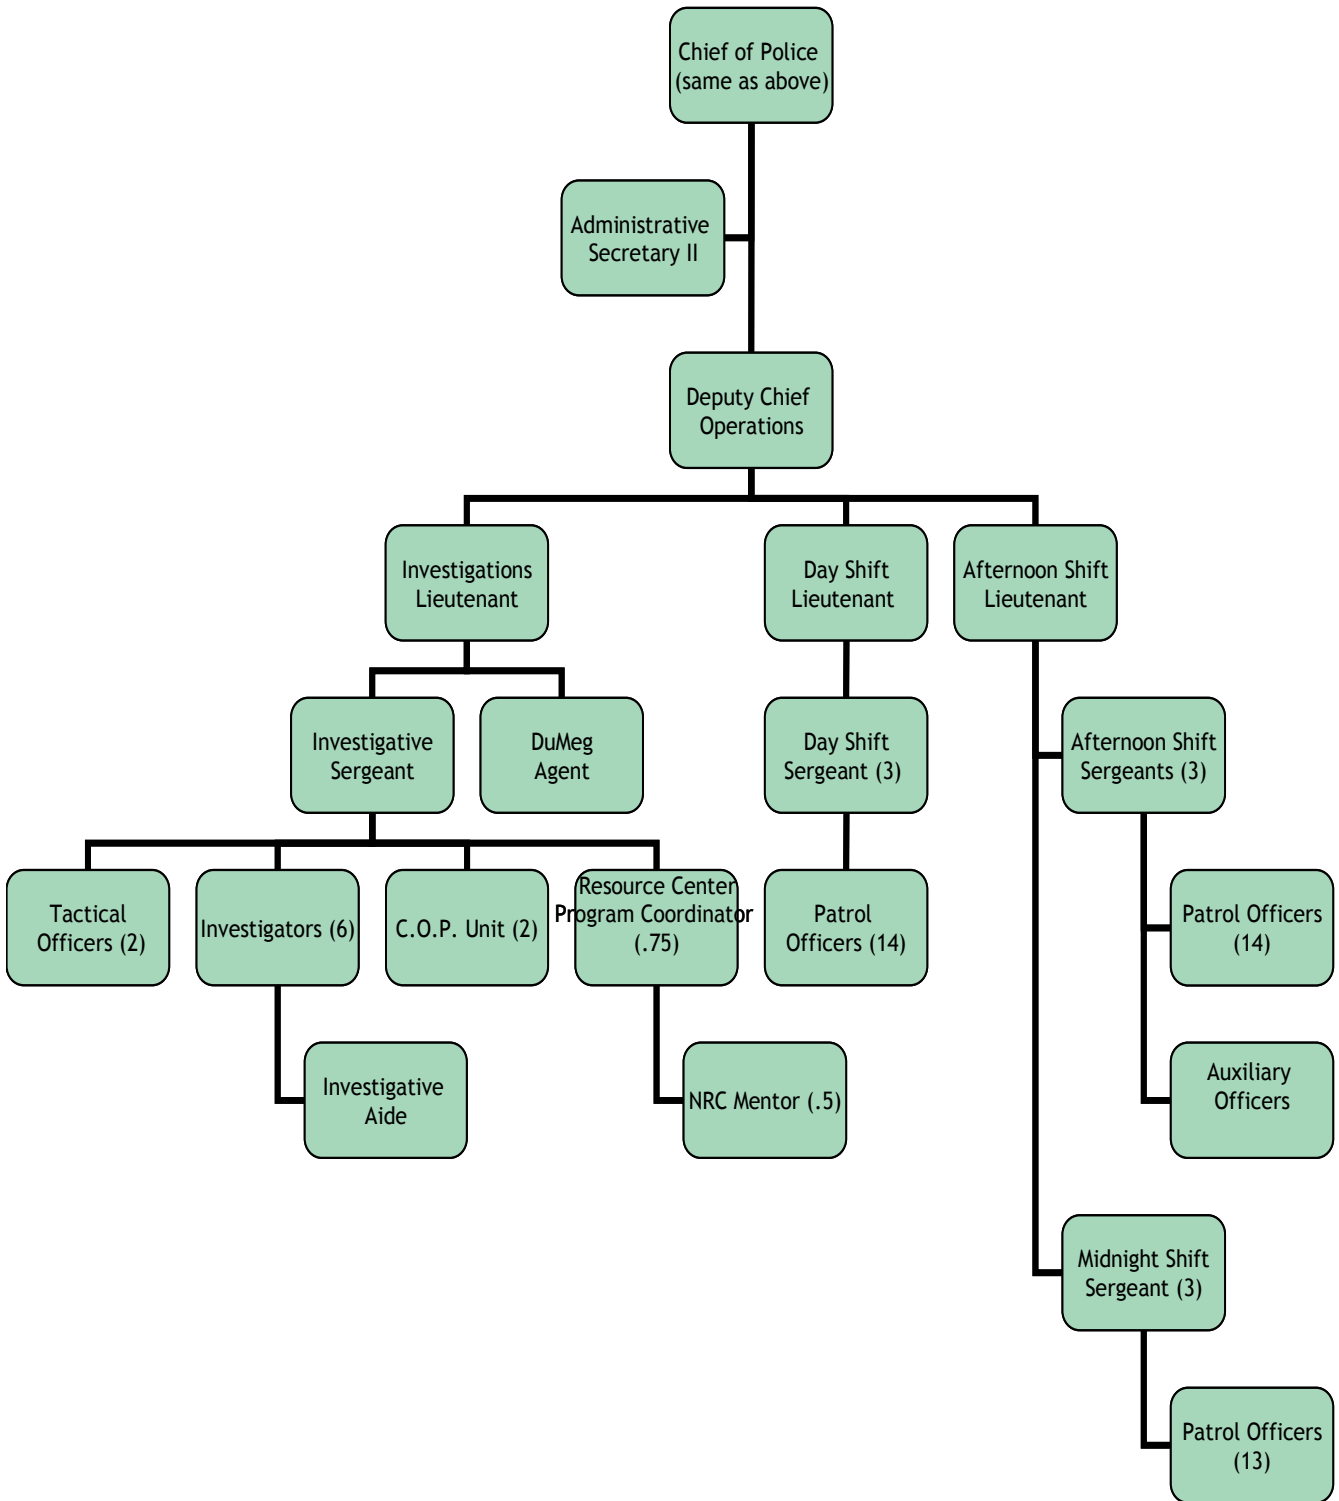 Chief of Police
(same as above)
Administrative
Secretary II
Deputy Chief
Operations
Investigations
Lieutenant
Day Shift
Lieutenant
Afternoon Shift
Lieutenant
Investigative
Sergeant
DuMeg
Agent
Day Shift
Sergeant (3)
Afternoon Shift
Sergeants (3)
Tactical
Officers (2)
Investigators (6)
C.O.P. Unit (2)
Resource Center
Program Coordinator
(.75)
Patrol
Officers (14)
Patrol Officers
(14)
Investigative
Aide
NRC Mentor (.5)
Auxiliary
Officers
Midnight Shift
Sergeant (3)
Patrol Officers
(13)